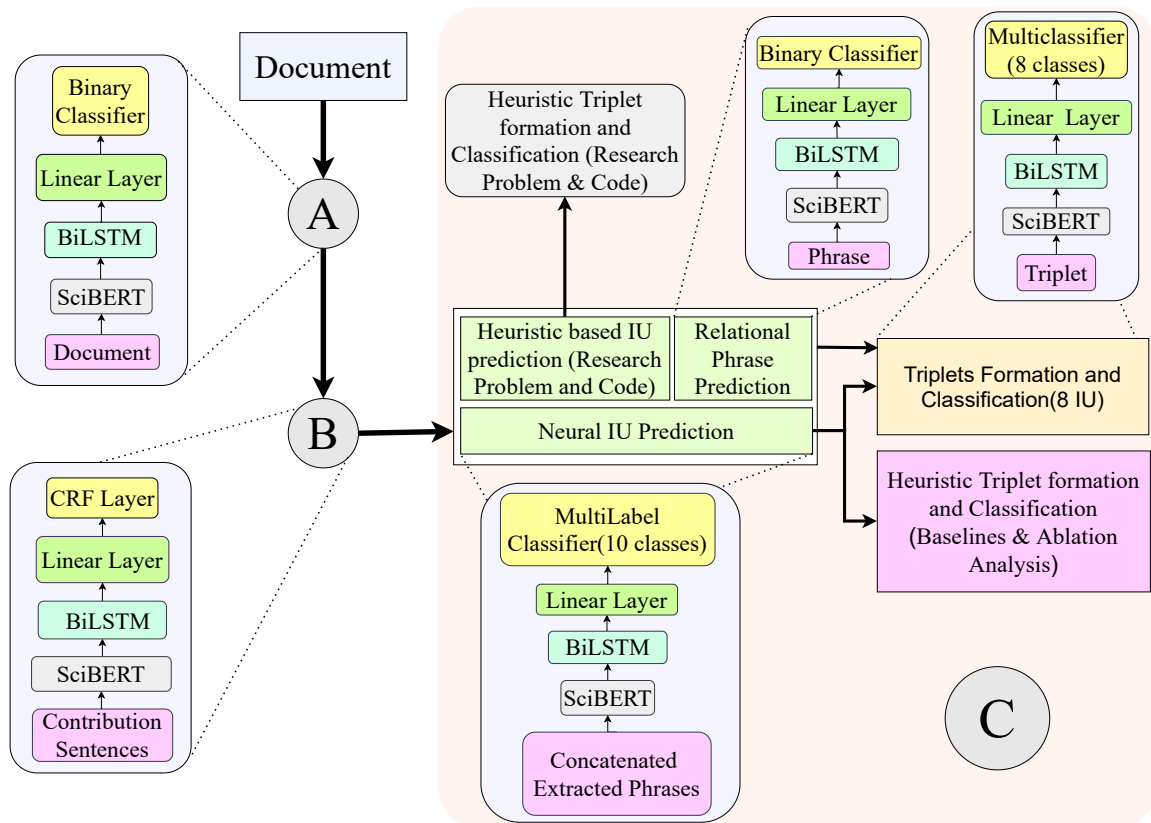 Document
Binary
Classifier
Linear Layer
BiLSTM
SciBERT
Document
A
B
CRF Layer
Linear Layer
BiLSTM
SciBERT
Contribution
Sentences
Heuristic Triplet
formation and
Classification (Research
Problem & Code)
Binary Classifier
Linear Layer
BiLSTM
SciBERT
Phrase
Multiclassifier
(8 classes)
Linear Layer
BiLSTM
SciBERT
Triplet
Heuristic based IU
prediction (Research
Problem and Code)
Relational
Phrase
Prediction
Neural IU Prediction
Triplets Formation and
Classification(8 IU)
Heuristic Triplet formation
and Classification
(Baselines & Ablation
Analysis)
MultiLabel
Classifier(10 classes)
Linear Layer
BiLSTM
SciBERT
Concatenated
Extracted Phrases
C